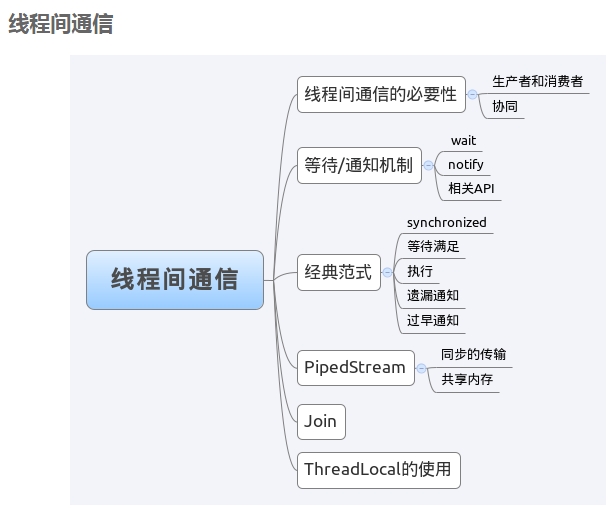 线程间通信
线程间通信
线程间通信的必要性
生产者和消费者
协同
等待/通知机制
wait
notify
相关API
经典范式
synchronized
等待满足
执行
遗漏通知
过早通知
PipedStream
同步的传输
共享内存
Join
ThreadLocal的使用